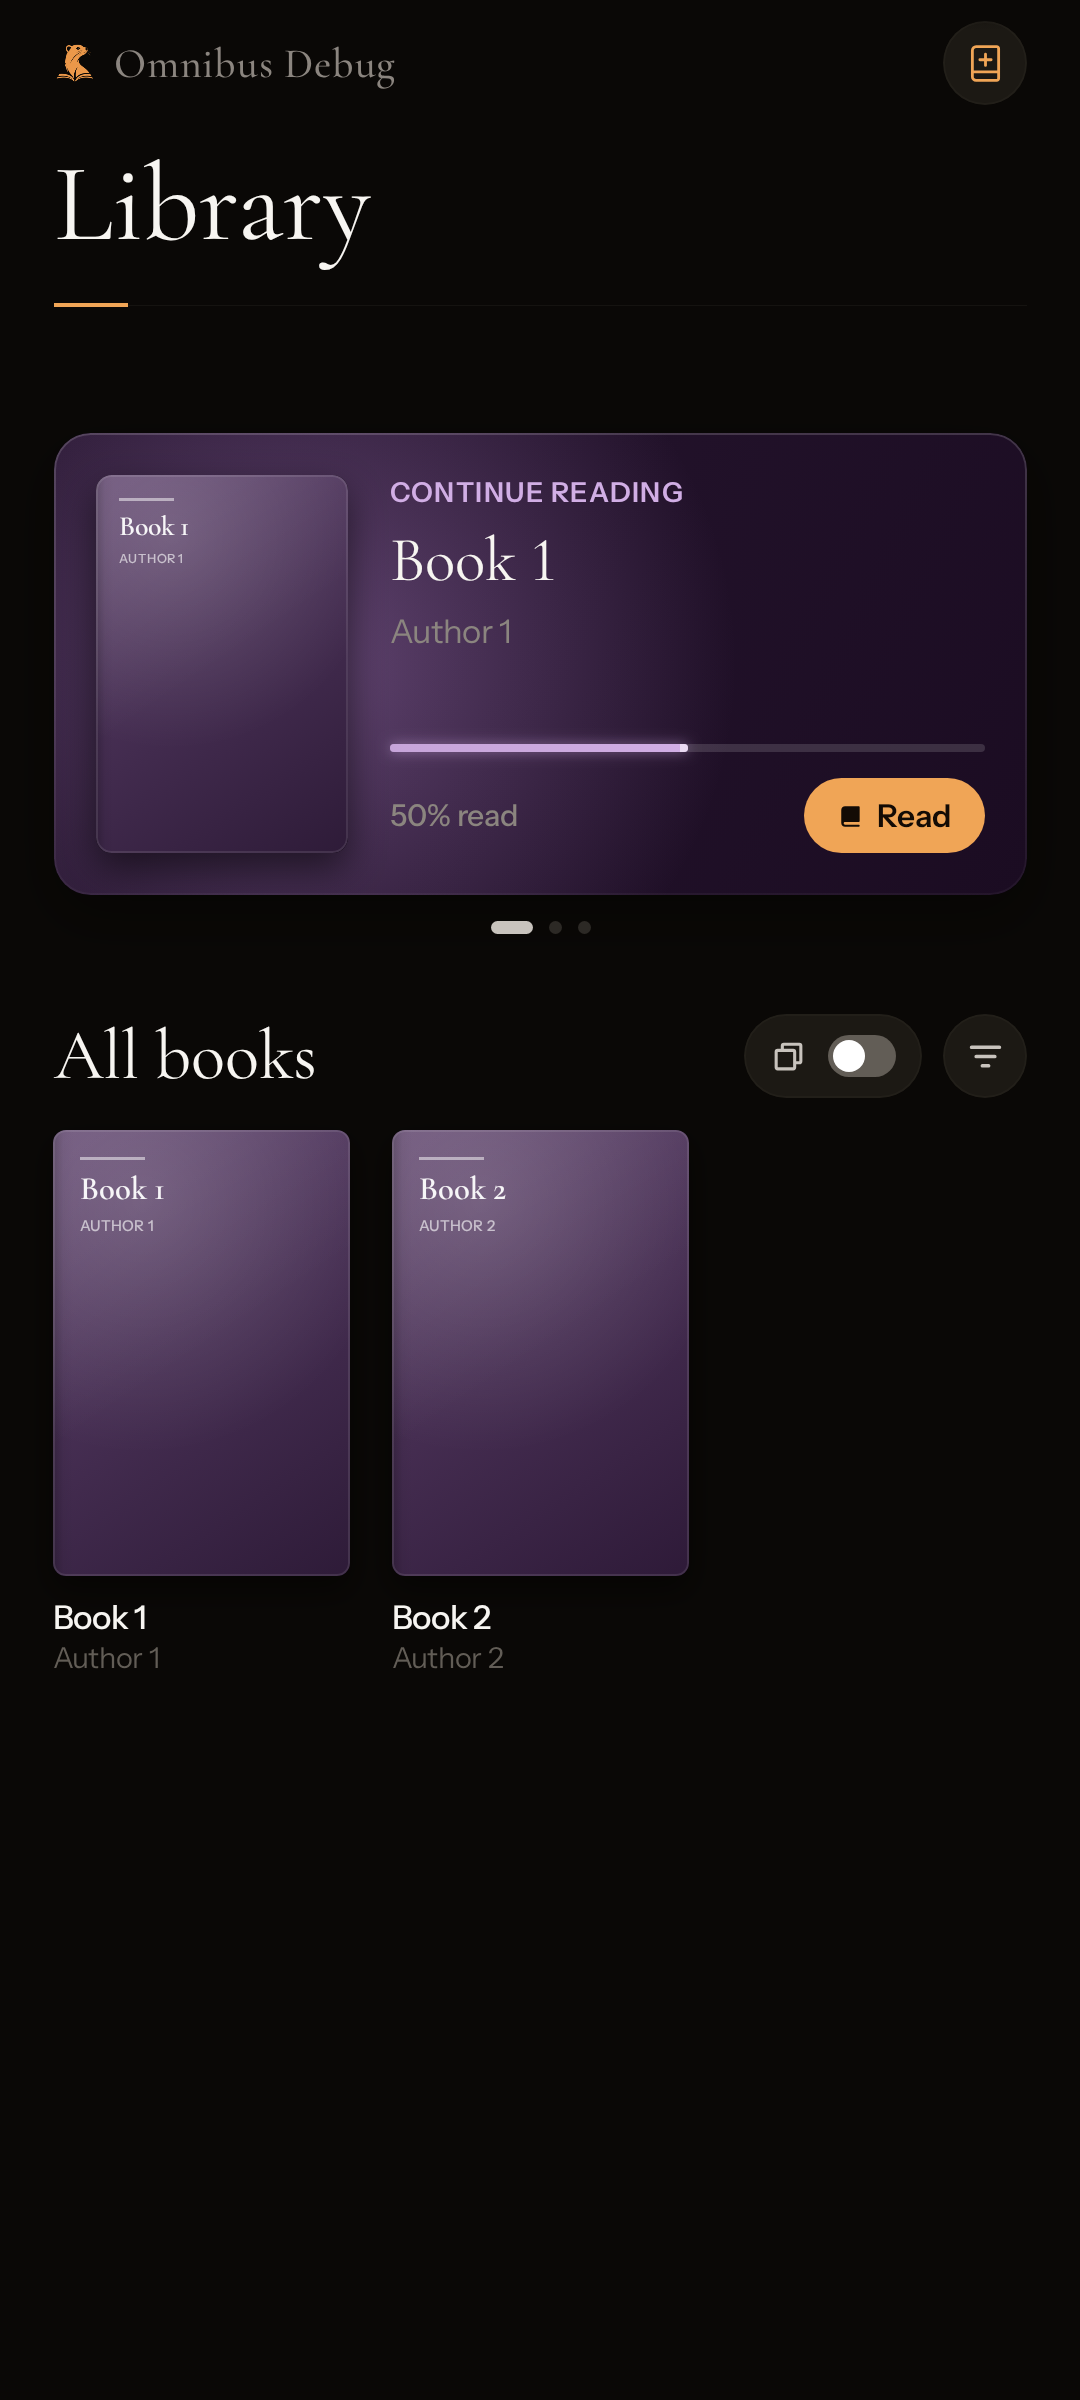 Omnibus Debug
Library
Book 1
AUTHOR 1
CONTINUE READING
Book 1
Author 1
50% read
Read
All books
Book 1
AUTHOR 1
Book 2
AUTHOR 2
Book 1
Author 1
Book 2
Author 2